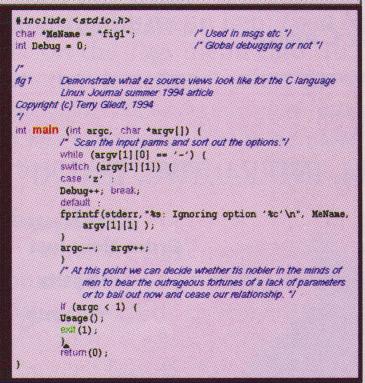 #include <stdio.h>
char *MeName = "fig1"; /* Used in msgs etc */
int Debug = 0; /* Global debugging or not */
/*
fig1 Demonstrate what ez source views look like for the C language
Linux Journal summer 1994 article
Copyright (c) Terry Gliedt, 1994
*/
int main (int argc, char *argv[]) {
/* Scan the input parms and sort out the options.*/
while (argv[1][0] == '-') {
switch (argv[1][1]) {
case 'z' :
Debug++; break;
default :
fprintf(stderr,"%s: Ignoring option '%c'\n", MeName,
argv[1][1] );
}
argc--; argv++;
}
/* At this point we can decide whether tis nobler in the minds of
men to bear the outrageous fortunes of a lack of parameters
or to bail out now and cease our relationship. */
if (argc < 1) {
Usage();
exit(1);
}
return(0);
}